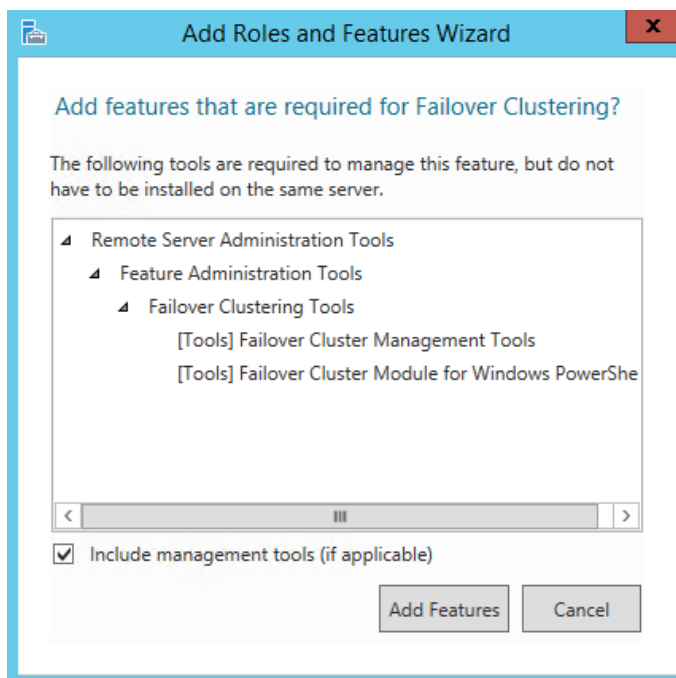 Add Roles and Features Wizard
x
Add features that are required for Failover Clustering?
The following tools are required to manage this feature, but do not
have to be installed on the same server.
Remote Server Administration Tools
Feature Administration Tools
Failover Clustering Tools
[Tools] Failover Cluster Management Tools
[Tools] Failover Cluster Module for Windows PowerShe
Include management tools (if applicable)
Add Features Cancel